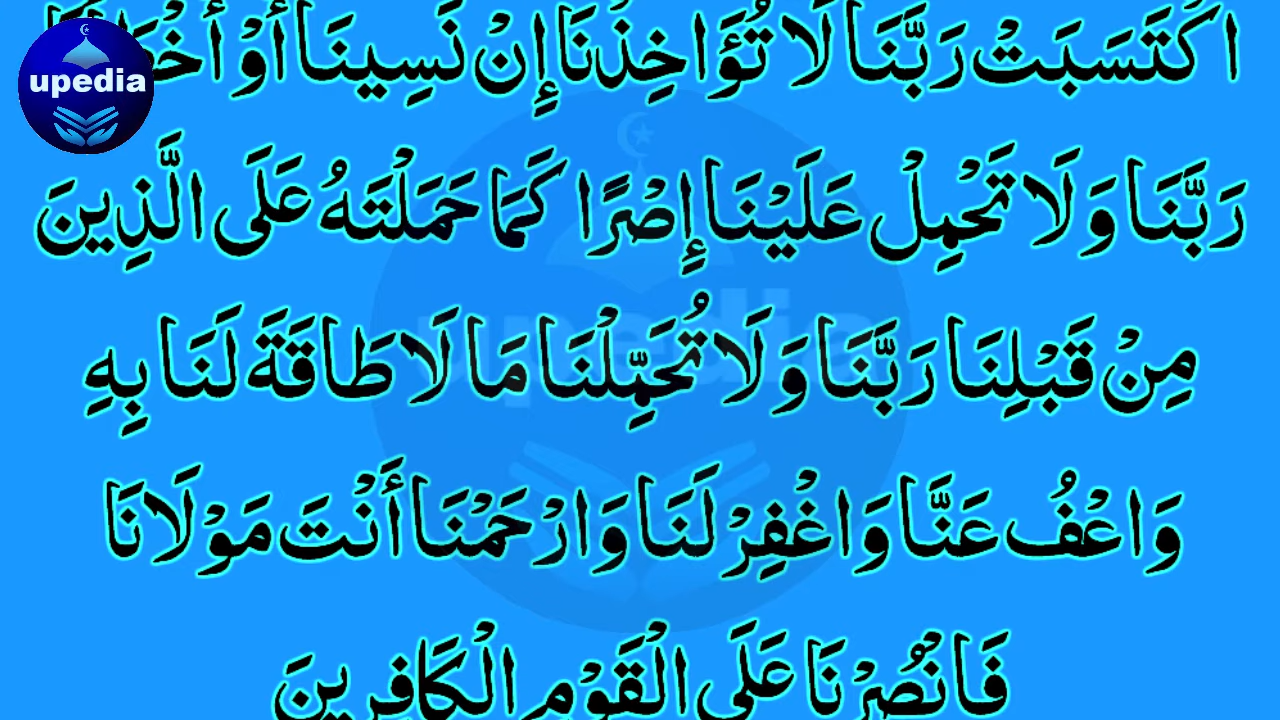 اكْتَسَبَتْ رَبَّنَا لَا تُؤَاخِذْنَا إِنْ نَسِينَا أَوْ
upedia
رَبَّنَا وَلَا تَحْمِلْ عَلَيْنَا إِصْرًا كَمَا حَمَلْتَهُ عَلَى الَّذِينَ
مِنْ قَبْلِنَا رَبَّنَا وَلَا تُحَمِّلْنَا مَا لَا طَاقَةَ لَنَا بِهِ
وَاعْفُ عَنَّا وَاغْفِرْ لَنَا وَارْحَمْنَا أَنْتَ مَوْلَانَا
فَانْصُرْنَا عَلَى الْقَوْمِ الْكَافِرِينَ